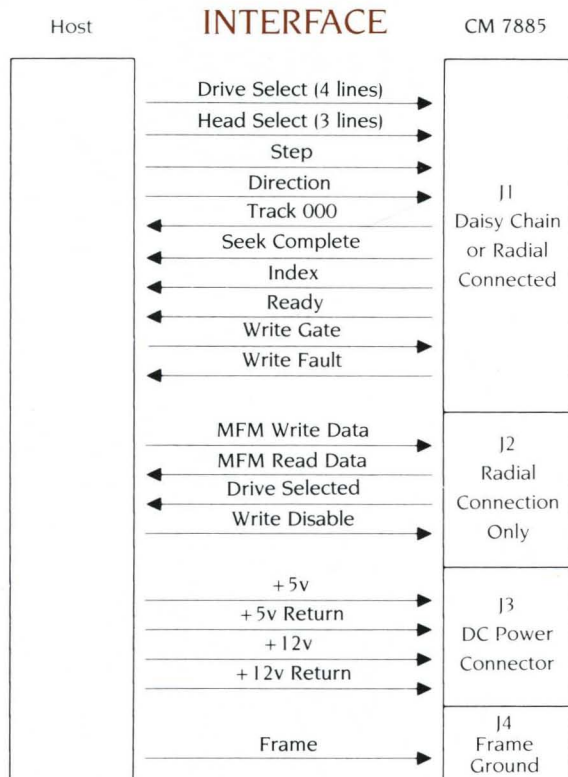 Host INTERFACE CM 7885
Drive Select (4 lines)
Head Select (3 lines)
Step
Direction
Track 000
Seek Complete
Index
Ready
Write Gate
Write Fault
J1
Daisy Chain
or Radial
Connected
MFM Write Data
MFM Read Data
Drive Selected
Write Disable
J2
Radial
Connection
Only
+5v
+5v Return
+12v
+12v Return
J3
DC Power
Connector
Frame
J4
Frame
Ground